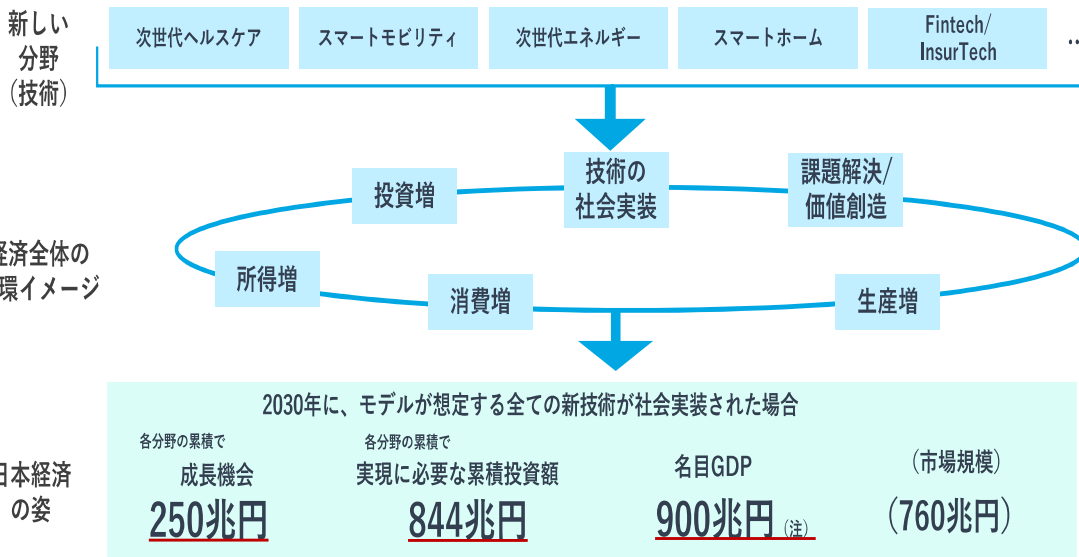 新しい
分野
（技術）
次世代ヘルスケア
スマートモビリティ
次世代エネルギー
スマートホーム
Fintech/
InsurTech
…
技術の
社会実装
課題解決/
価値創造
投資増
所得増
消費増
生産増
経済全体の
環イメージ
2030年に、モデルが想定する全ての新技術が社会実装された場合
日本経済
の姿
各分野の累積で
成長機会
250兆円
各分野の累積で
実現に必要な累積投資額
844兆円
名目GDP
900兆円（注）
（市場規模）
（760兆円）